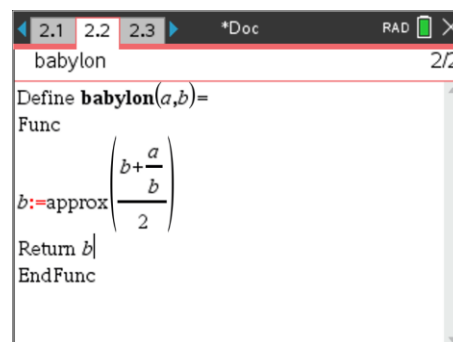 2.1 2.2 2.3 *Doc RAD
babylon 2/2
Define babylon(a,b)=
Func
b:=approx((b+a/b)/2)
Return b
EndFunc